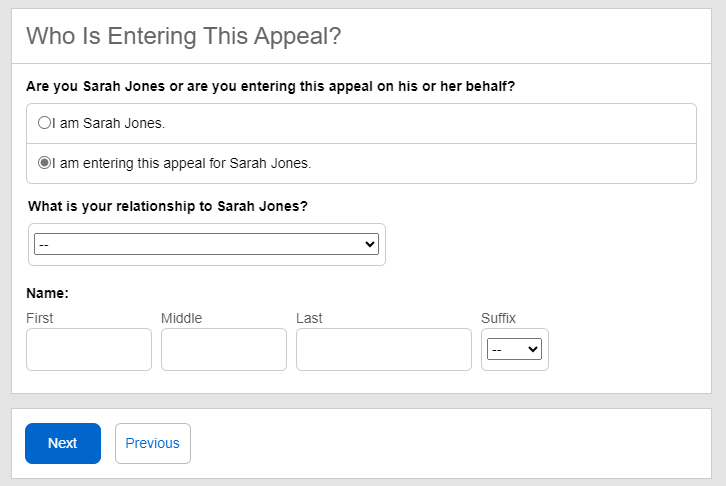 Who Is Entering This Appeal?
Are you Sarah Jones or are you entering this appeal on his or her behalf?
I am Sarah Jones.
I am entering this appeal for Sarah Jones.
What is your relationship to Sarah Jones?
--
Name:
First Middle Last Suffix
--
Next Previous